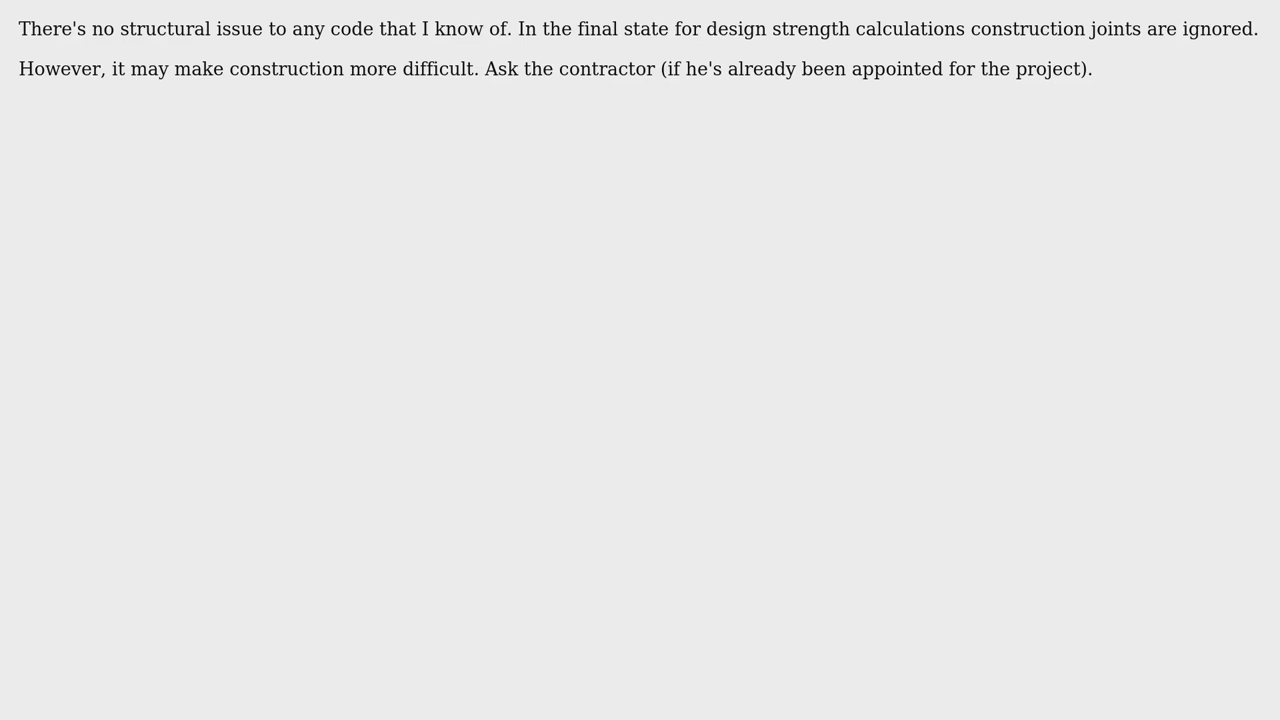 There's no structural issue to any code that I know of. In the final state for design strength calculations construction joints are ignored.
However, it may make construction more difficult. Ask the contractor (if he's already been appointed for the project).